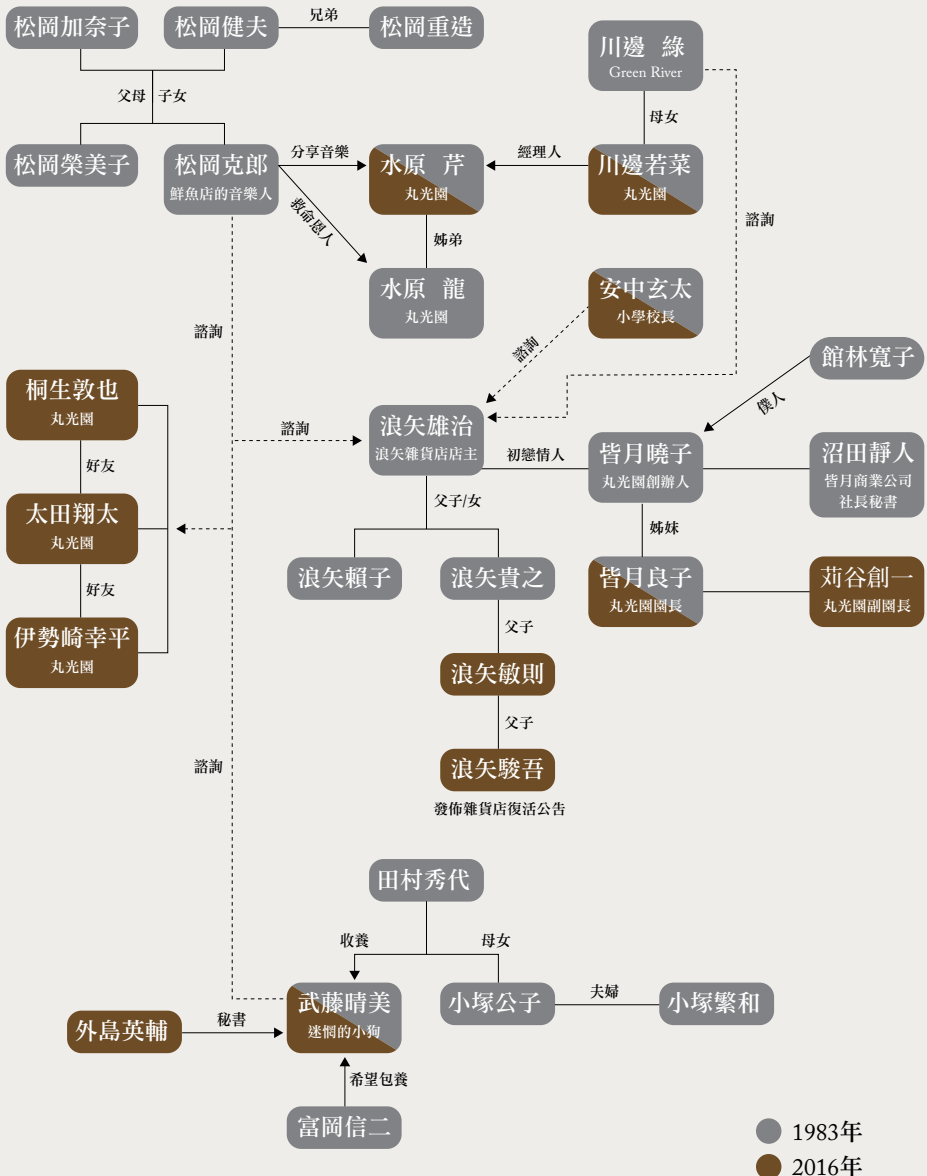 松岡加奈子
松岡健夫
兄弟
松岡重造
川邊 綠
Green River
父母
子女
母女
松岡榮美子
松岡克郎
鮮魚店的音樂人
分享音樂
水原 芹
丸光園
經理人
川邊若菜
丸光園
救命恩人
姊弟
諮詢
水原 龍
丸光園
安中玄太
小學校長
諮詢
諮詢
館林寬子
僕人
桐生敦也
丸光園
好友
太田翔太
丸光園
好友
伊勢崎幸平
丸光園
諮詢
浪矢雄治
浪矢雜貨店店主
初戀情人
皆月曉子
丸光園創辦人
沼田靜人
皆月商業公司
社長秘書
父子/女
姊妹
浪矢賴子
浪矢貴之
皆月良子
丸光園園長
苅谷創一
丸光園副園長
父子
浪矢敏則
父子
浪矢駿吾
發佈雜貨店復活公告
諮詢
田村秀代
收養
母女
武藤晴美
迷惘的小狗
小塚公子
夫婦
小塚繁和
外島英輔
秘書
希望包養
富岡信二
1983年
2016年